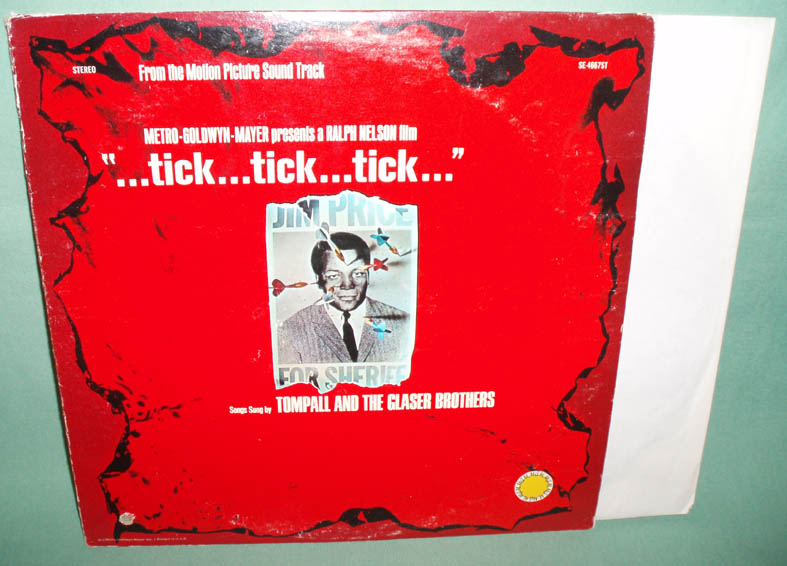 STEREO
From the Motion Picture Sound Track
SE-4667ST
METRO-GOLDWYN-MAYER presents a RALPH NELSON film
"...tick...tick...tick..."
JIM PRICE
FOR SHERIFF
Songs Sung by TOMPALL AND THE GLASER BROTHERS